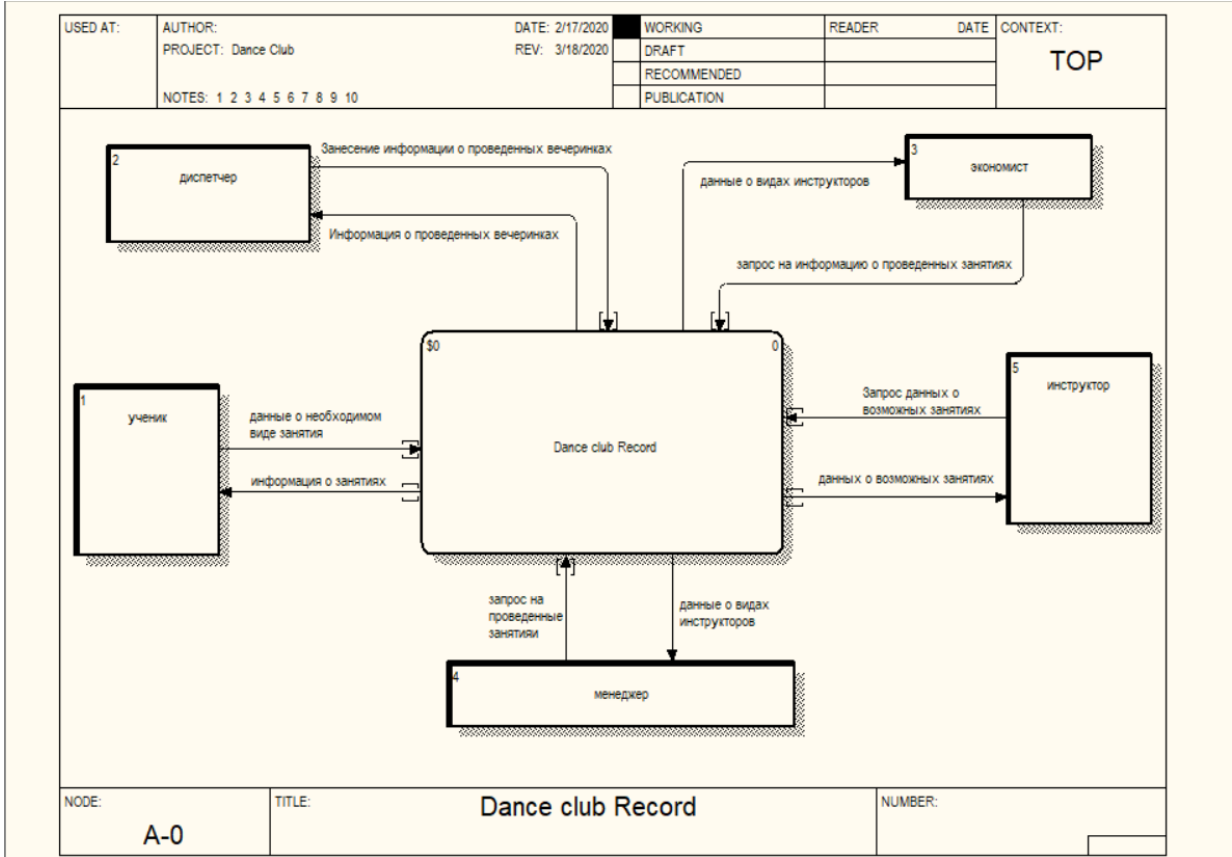 USED AT:
AUTHOR:
DATE: 2/17/2020
PROJECT: Dance Club
REV: 3/18/2020
NOTES: 1 2 3 4 5 6 7 8 9 10
WORKING
DRAFT
RECOMMENDED
PUBLICATION
READER
DATE
CONTEXT:
TOP
2
диспетчер
Занесение информации о проведенных вечеринках
Информация о проведенных вечеринках
данные о видах инструкторов
3
экономист
запрос на информацию о проведенных занятиях
1
ученик
данные о необходимом
виде занятия
информация о занятиях
$0
0
Dance club Record
Запрос данных о
возможных занятиях
данных о возможных занятиях
5
инструктор
запрос на
проведенные
занятияи
данные о видах
инструкторов
4
менеджер
NODE:
A-0
TITLE:
Dance club Record
NUMBER: